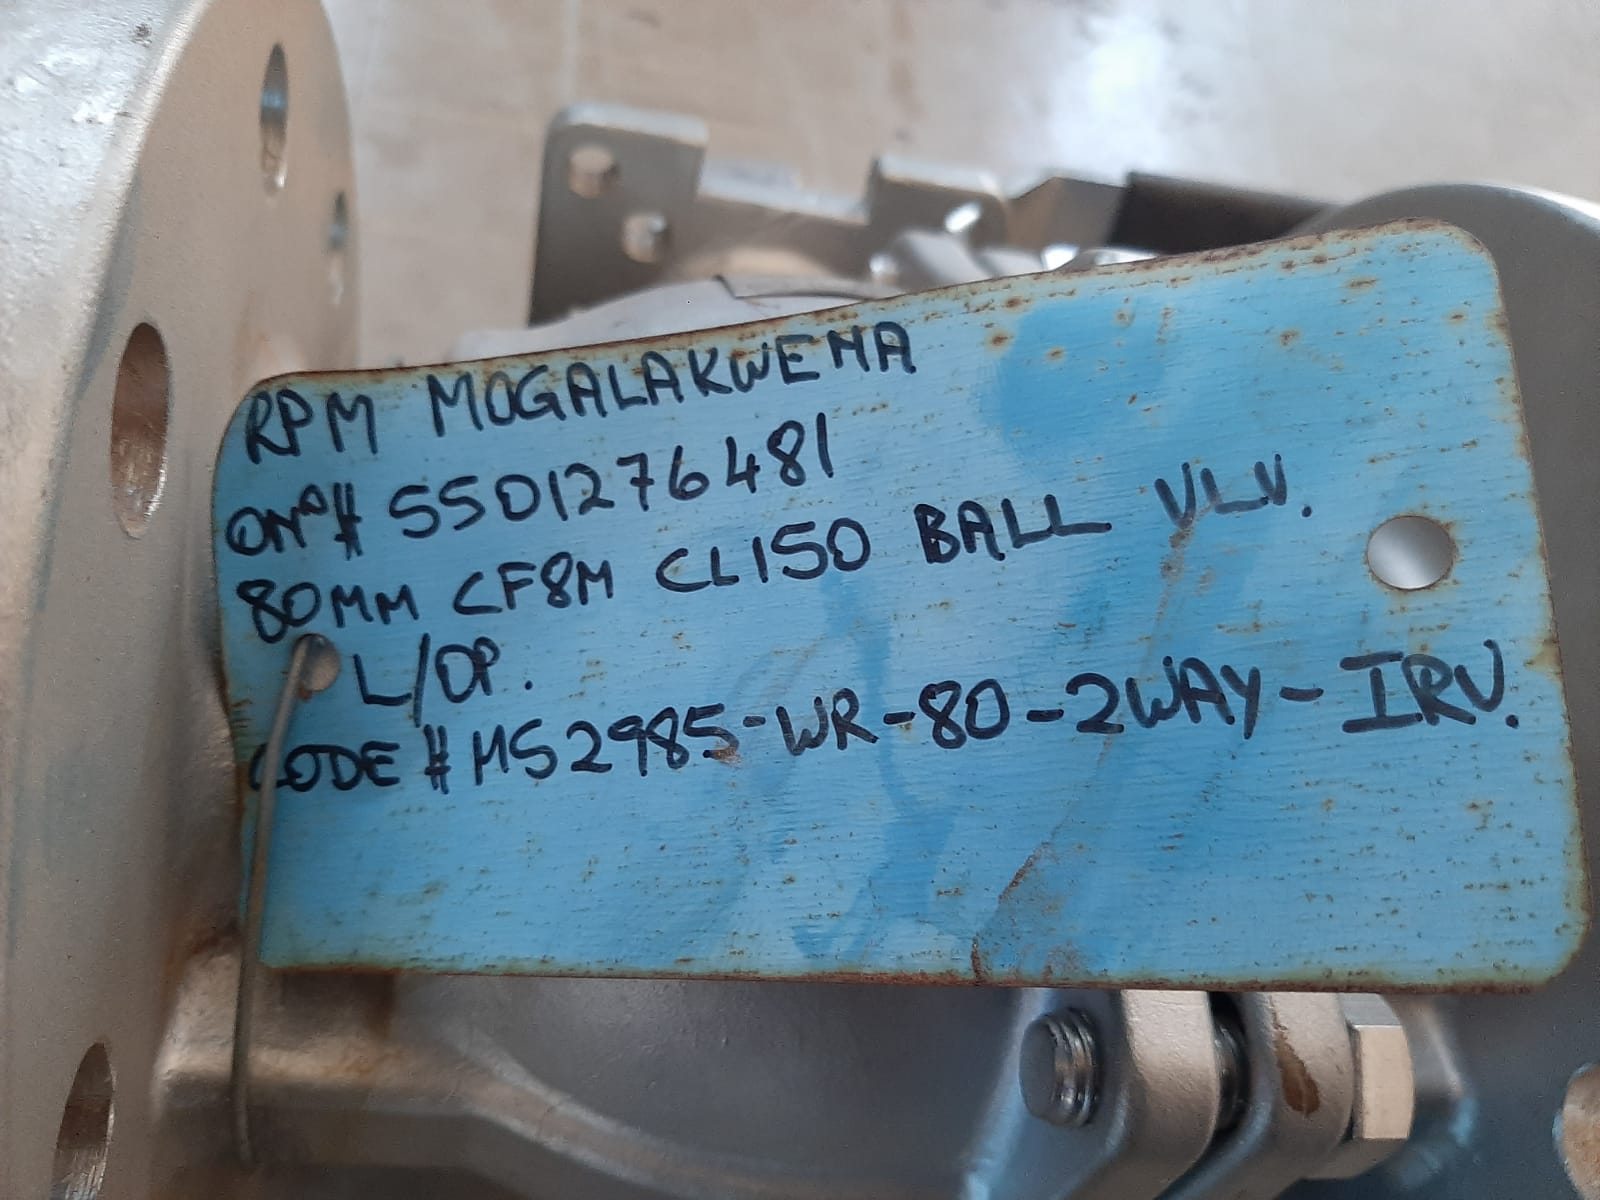 RPM MOGALAKWENA
ON°# 5501276481
80MM CF8M CL150 BALL VLV.
L/OP.
CODE # MS2985-WR-80-2WAY-IRV.